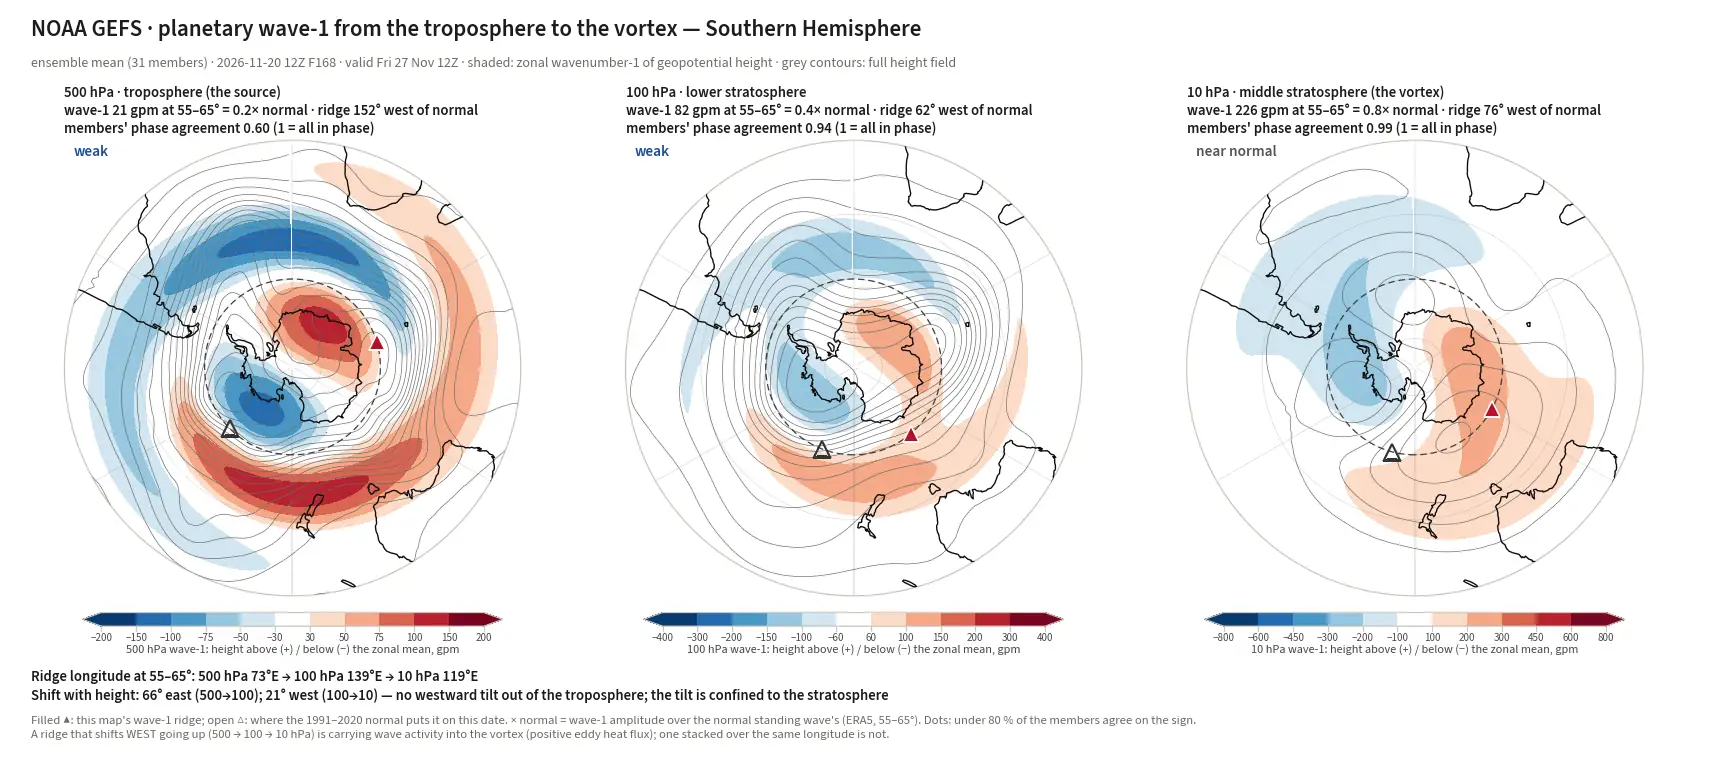 NOAA GEFS · planetary wave-1 from the troposphere to the vortex — Southern Hemisphere
ensemble mean (31 members) · 2026-11-20 12Z F168 · valid Fri 27 Nov 12Z · shaded: zonal wavenumber-1 of geopotential height · grey contours: full height field
500 hPa · troposphere (the source)
wave-1 21 gpm at 55–65° = 0.2× normal · ridge 152° west of normal
members' phase agreement 0.60 (1 = all in phase)
weak
100 hPa · lower stratosphere
wave-1 82 gpm at 55–65° = 0.4× normal · ridge 62° west of normal
members' phase agreement 0.94 (1 = all in phase)
weak
10 hPa · middle stratosphere (the vortex)
wave-1 226 gpm at 55–65° = 0.8× normal · ridge 76° west of normal
members' phase agreement 0.99 (1 = all in phase)
near normal
−200 −150 −100 −75 −50 −30 30 50 75 100 150 200
500 hPa wave-1: height above (+) / below (−) the zonal mean, gpm
−400 −300 −200 −150 −100 −60 60 100 150 200 300 400
100 hPa wave-1: height above (+) / below (−) the zonal mean, gpm
−800 −600 −450 −300 −200 −100 100 200 300 450 600 800
10 hPa wave-1: height above (+) / below (−) the zonal mean, gpm
Ridge longitude at 55–65°: 500 hPa 73°E → 100 hPa 139°E → 10 hPa 119°E
Shift with height: 66° east (500→100); 21° west (100→10) — no westward tilt out of the troposphere; the tilt is confined to the stratosphere
Filled ▲: this map's wave-1 ridge; open △: where the 1991–2020 normal puts it on this date. × normal = wave-1 amplitude over the normal standing wave's (ERA5, 55–65°). Dots: under 80 % of the members agree on the sign.
A ridge that shifts WEST going up (500 → 100 → 10 hPa) is carrying wave activity into the vortex (positive eddy heat flux); one stacked over the same longitude is not.